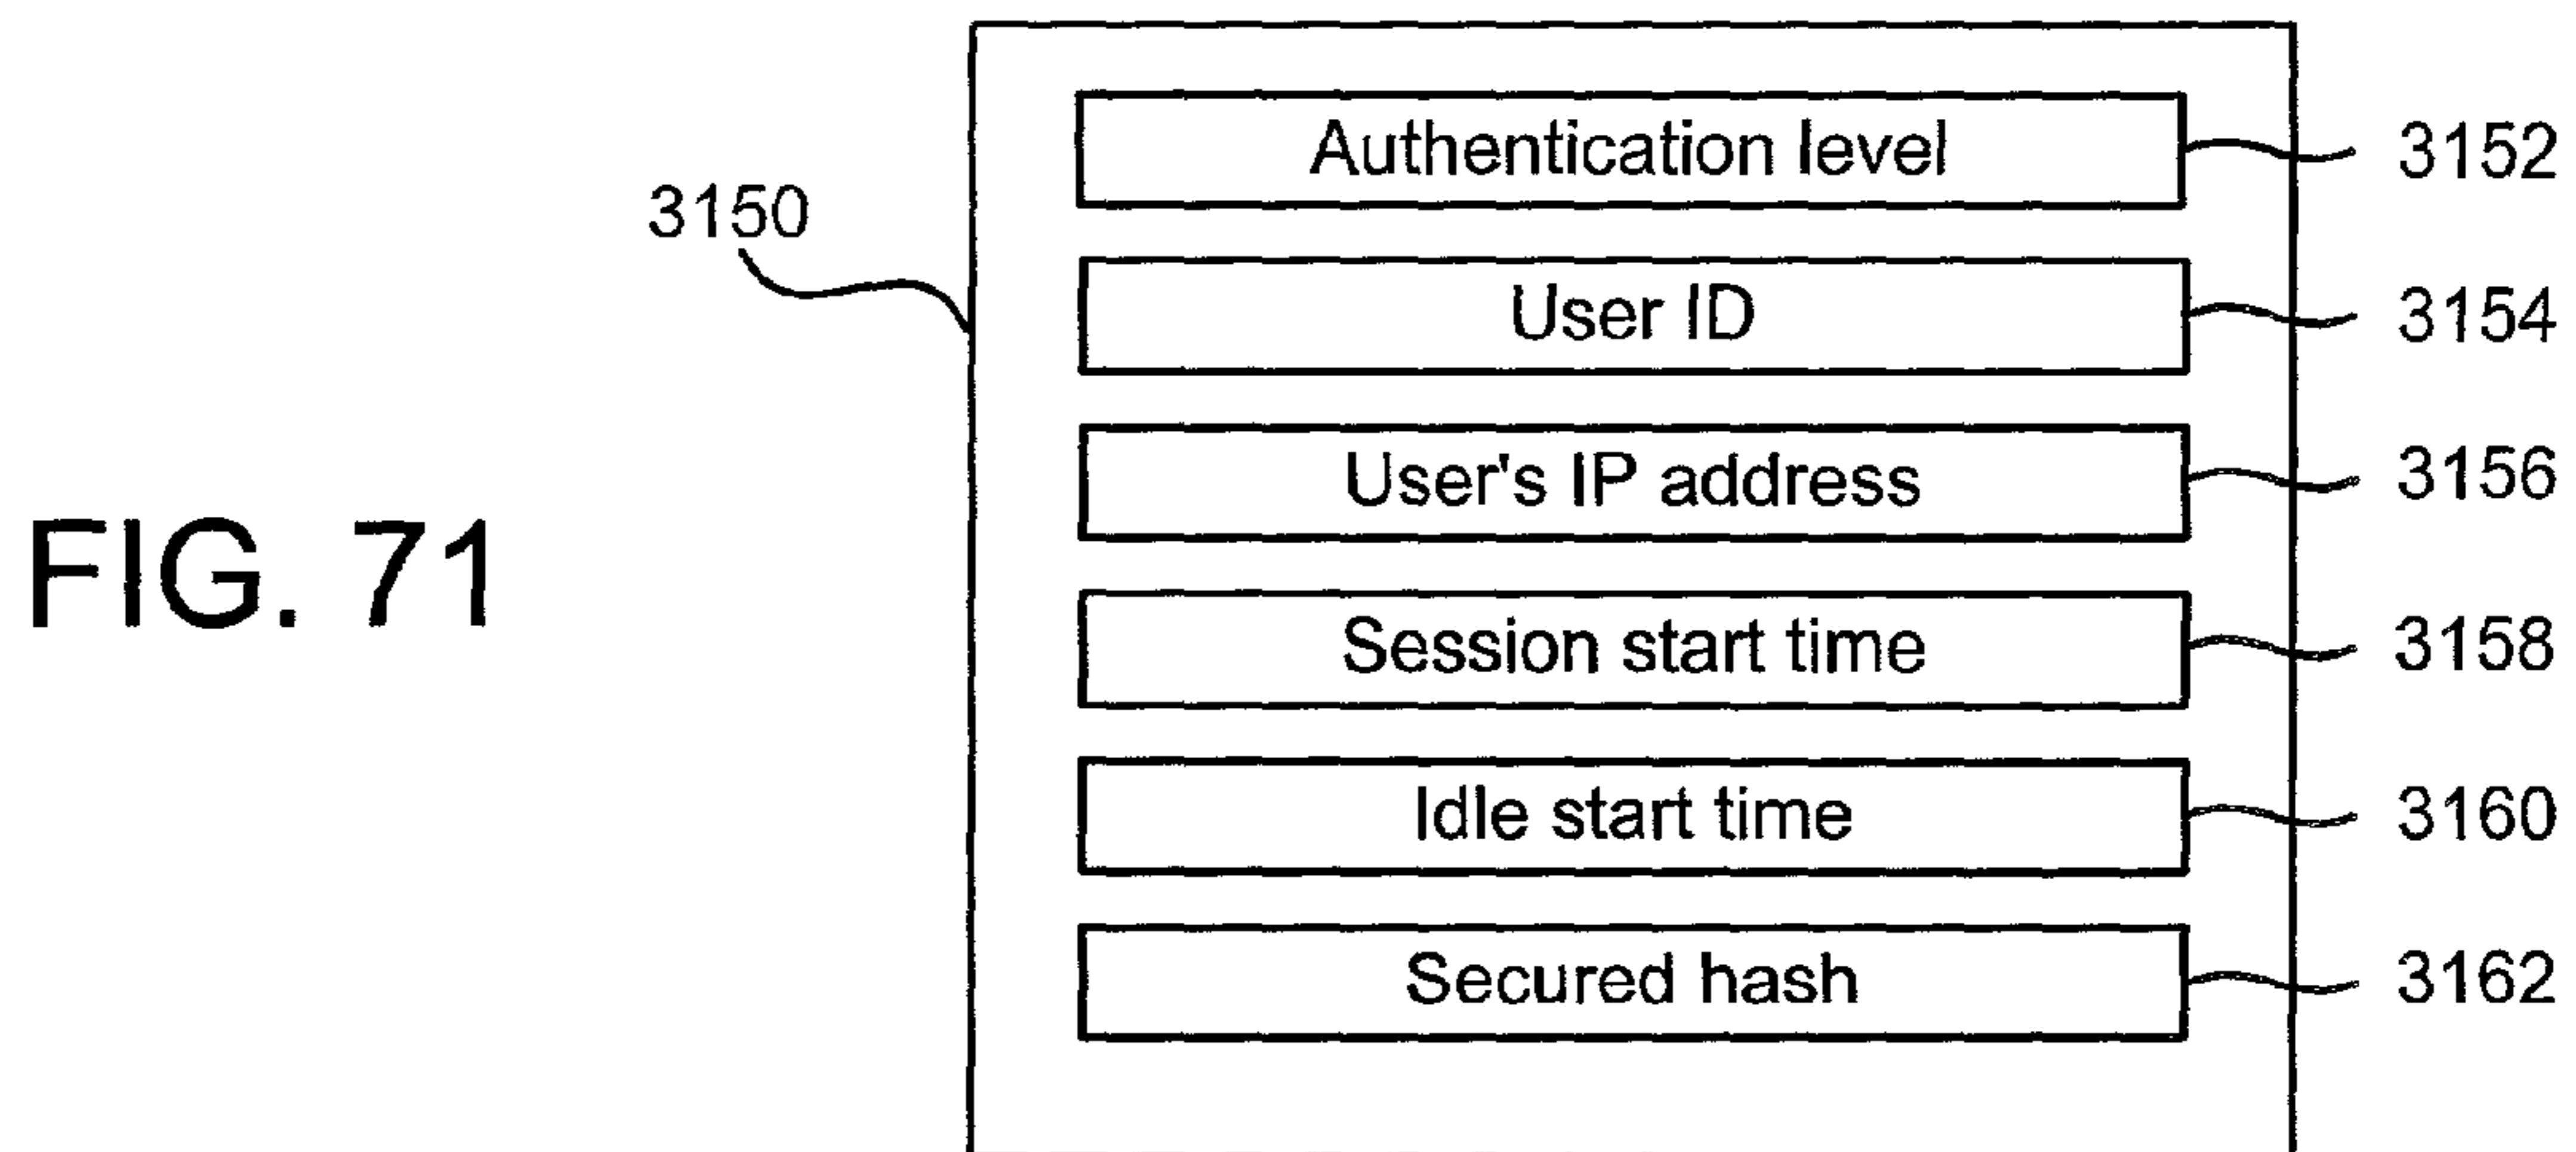 Authentication level 3152
3150
User ID 3154
User's IP address 3156
FIG. 71
Session start time 3158
Idle start time 3160
Secured hash 3162